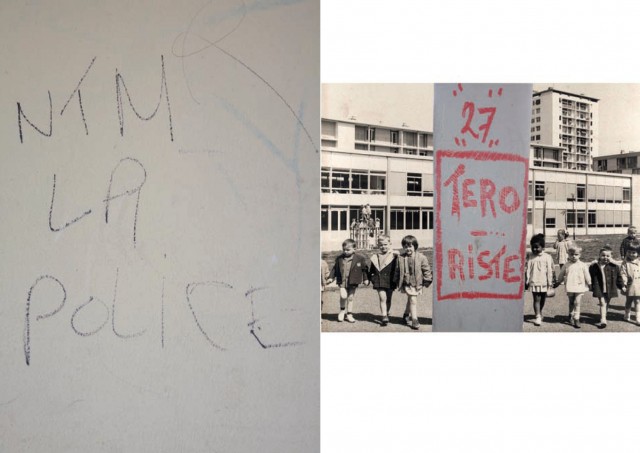 NTM
LA
POLICE
"27"
TERO
-...
RISTE